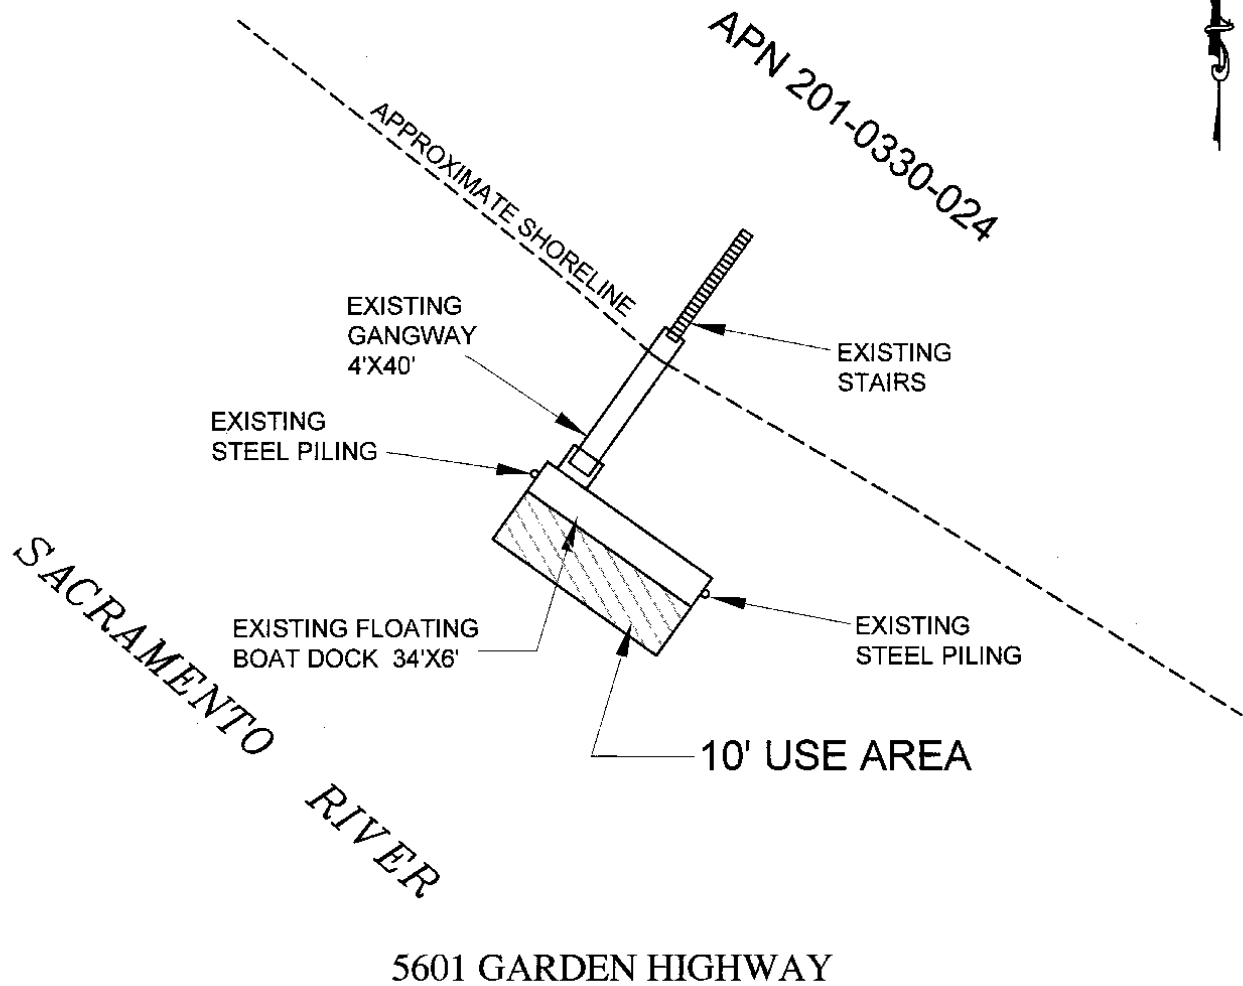 APN 201-0330-024
APPROXIMATE SHORELINE
EXISTING
GANGWAY
4'X40'
EXISTING
STAIRS
EXISTING
STEEL PILING
SACRAMENTO RIVER
EXISTING FLOATING
BOAT DOCK 34'X6'
EXISTING
STEEL PILING
10' USE AREA
5601 GARDEN HIGHWAY